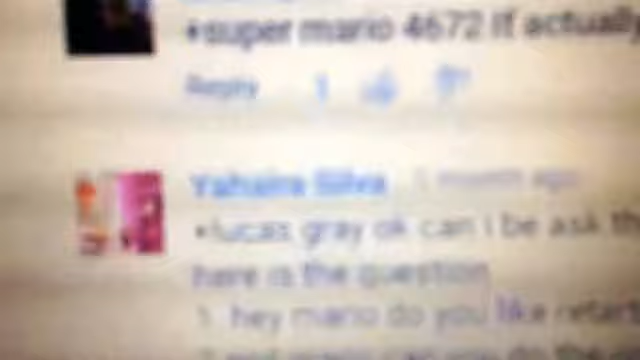 +super mario 4672 if actually
Reply 1
Yahaira Silva 1 month ago
+lucas gray ok can i be ask
here is the question
1. hey mario do you like